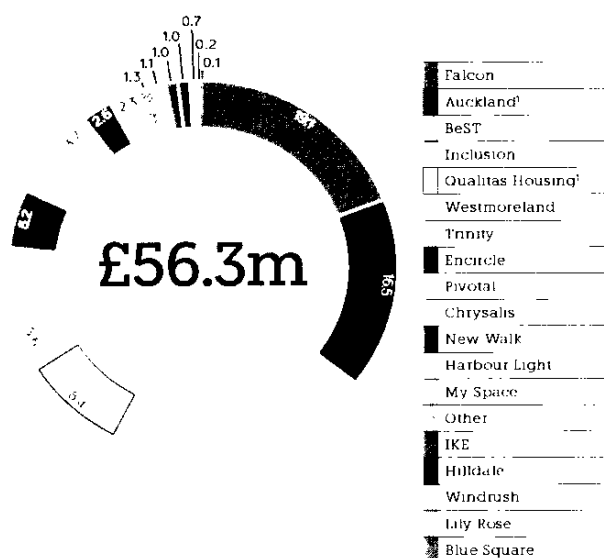 0.7
1.0
0.2
1.1
1.0
0.1
1.3
2.6
2.3
16.5
£56.3m
Falcon
Auckland¹
BeST
Inclusion
Qualitas Housing¹
Westmoreland
Trinity
Encircle
Pivotal
Chrysalis
New Walk
Harbour Light
My Space
Other
IKE
Hilldale
Windrush
Lily Rose
Blue Square